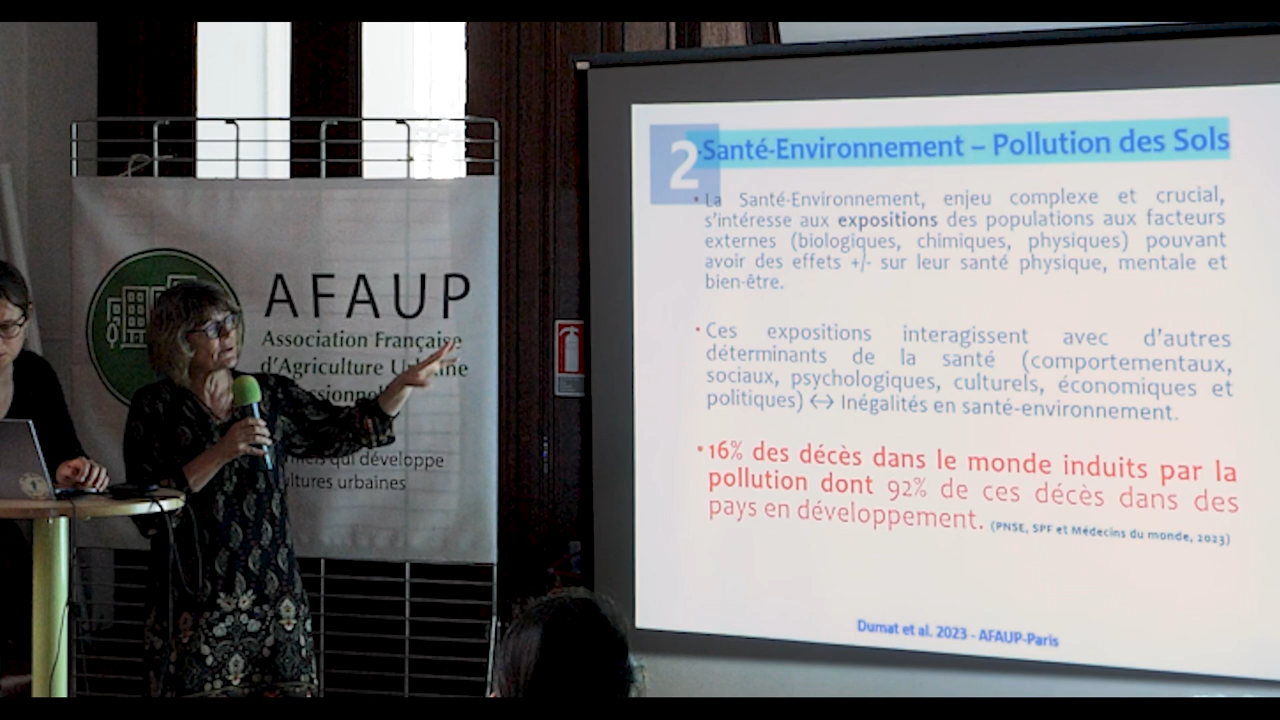 AFAUP
Association Française
d'Agriculture
qui développe
cultures urbaines
2
Santé-Environnement – Pollution des Sols
• La Santé-Environnement, enjeu complexe et crucial,
s'intéresse aux expositions des populations aux facteurs
externes (biologiques, chimiques, physiques) pouvant
avoir des effets +/- sur leur santé physique, mentale et
bien-être.
• Ces expositions interagissent avec d'autres
déterminants de la santé (comportementaux,
sociaux, psychologiques, culturels, économiques et
politiques) ↔ Inégalités en santé-environnement.
• 16% des décès dans le monde induits par la
pollution dont 92% de ces décès dans des
pays en développement. (PNSE, SPF et Médecins du monde, 2023)
Dumat et al. 2023 - AFAUP-Paris